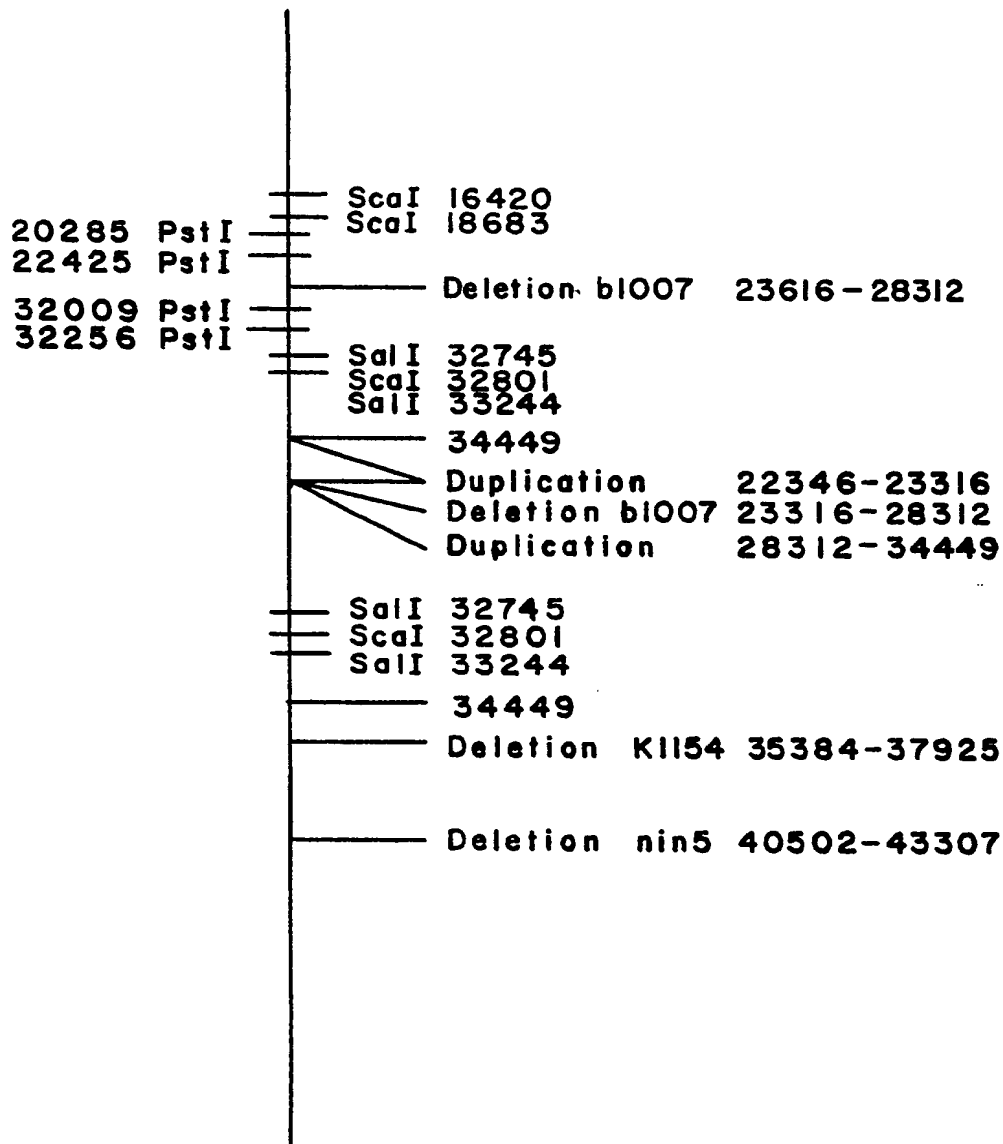 ScaI 16420
ScaI 18683
20285 PstI
22425 PstI
Deletion b1007 23616-28312
32009 PstI
32256 PstI
SalI 32745
ScaI 32801
SalI 33244
34449
Duplication 22346-23316
Deletion b1007 23316-28312
Duplication 28312-34449
SalI 32745
ScaI 32801
SalI 33244
34449
Deletion K1154 35384-37925
Deletion nin5 40502-43307